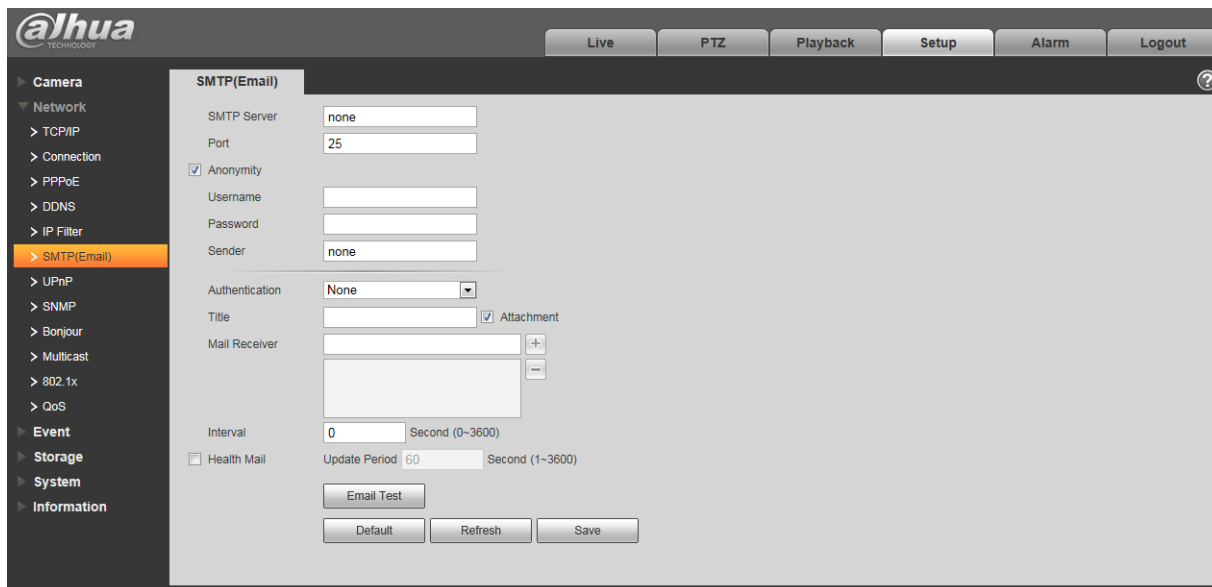 alhua
TECHNOLOGY
Live PTZ Playback Setup Alarm Logout
Camera
Network
> TCP/IP
> Connection
> PPPoE
> DDNS
> IP Filter
> SMTP(Email)
> UPnP
> SNMP
> Bonjour
> Multicast
> 802.1x
> QoS
Event
Storage
System
Information
SMTP(Email)
?
SMTP Server none
Port 25
Anonymity
Username
Password
Sender none
Authentication None
Title Attachment
Mail Receiver
Interval 0 Second (0~3600)
Health Mail Update Period 60 Second (1~3600)
Email Test
Default Refresh Save